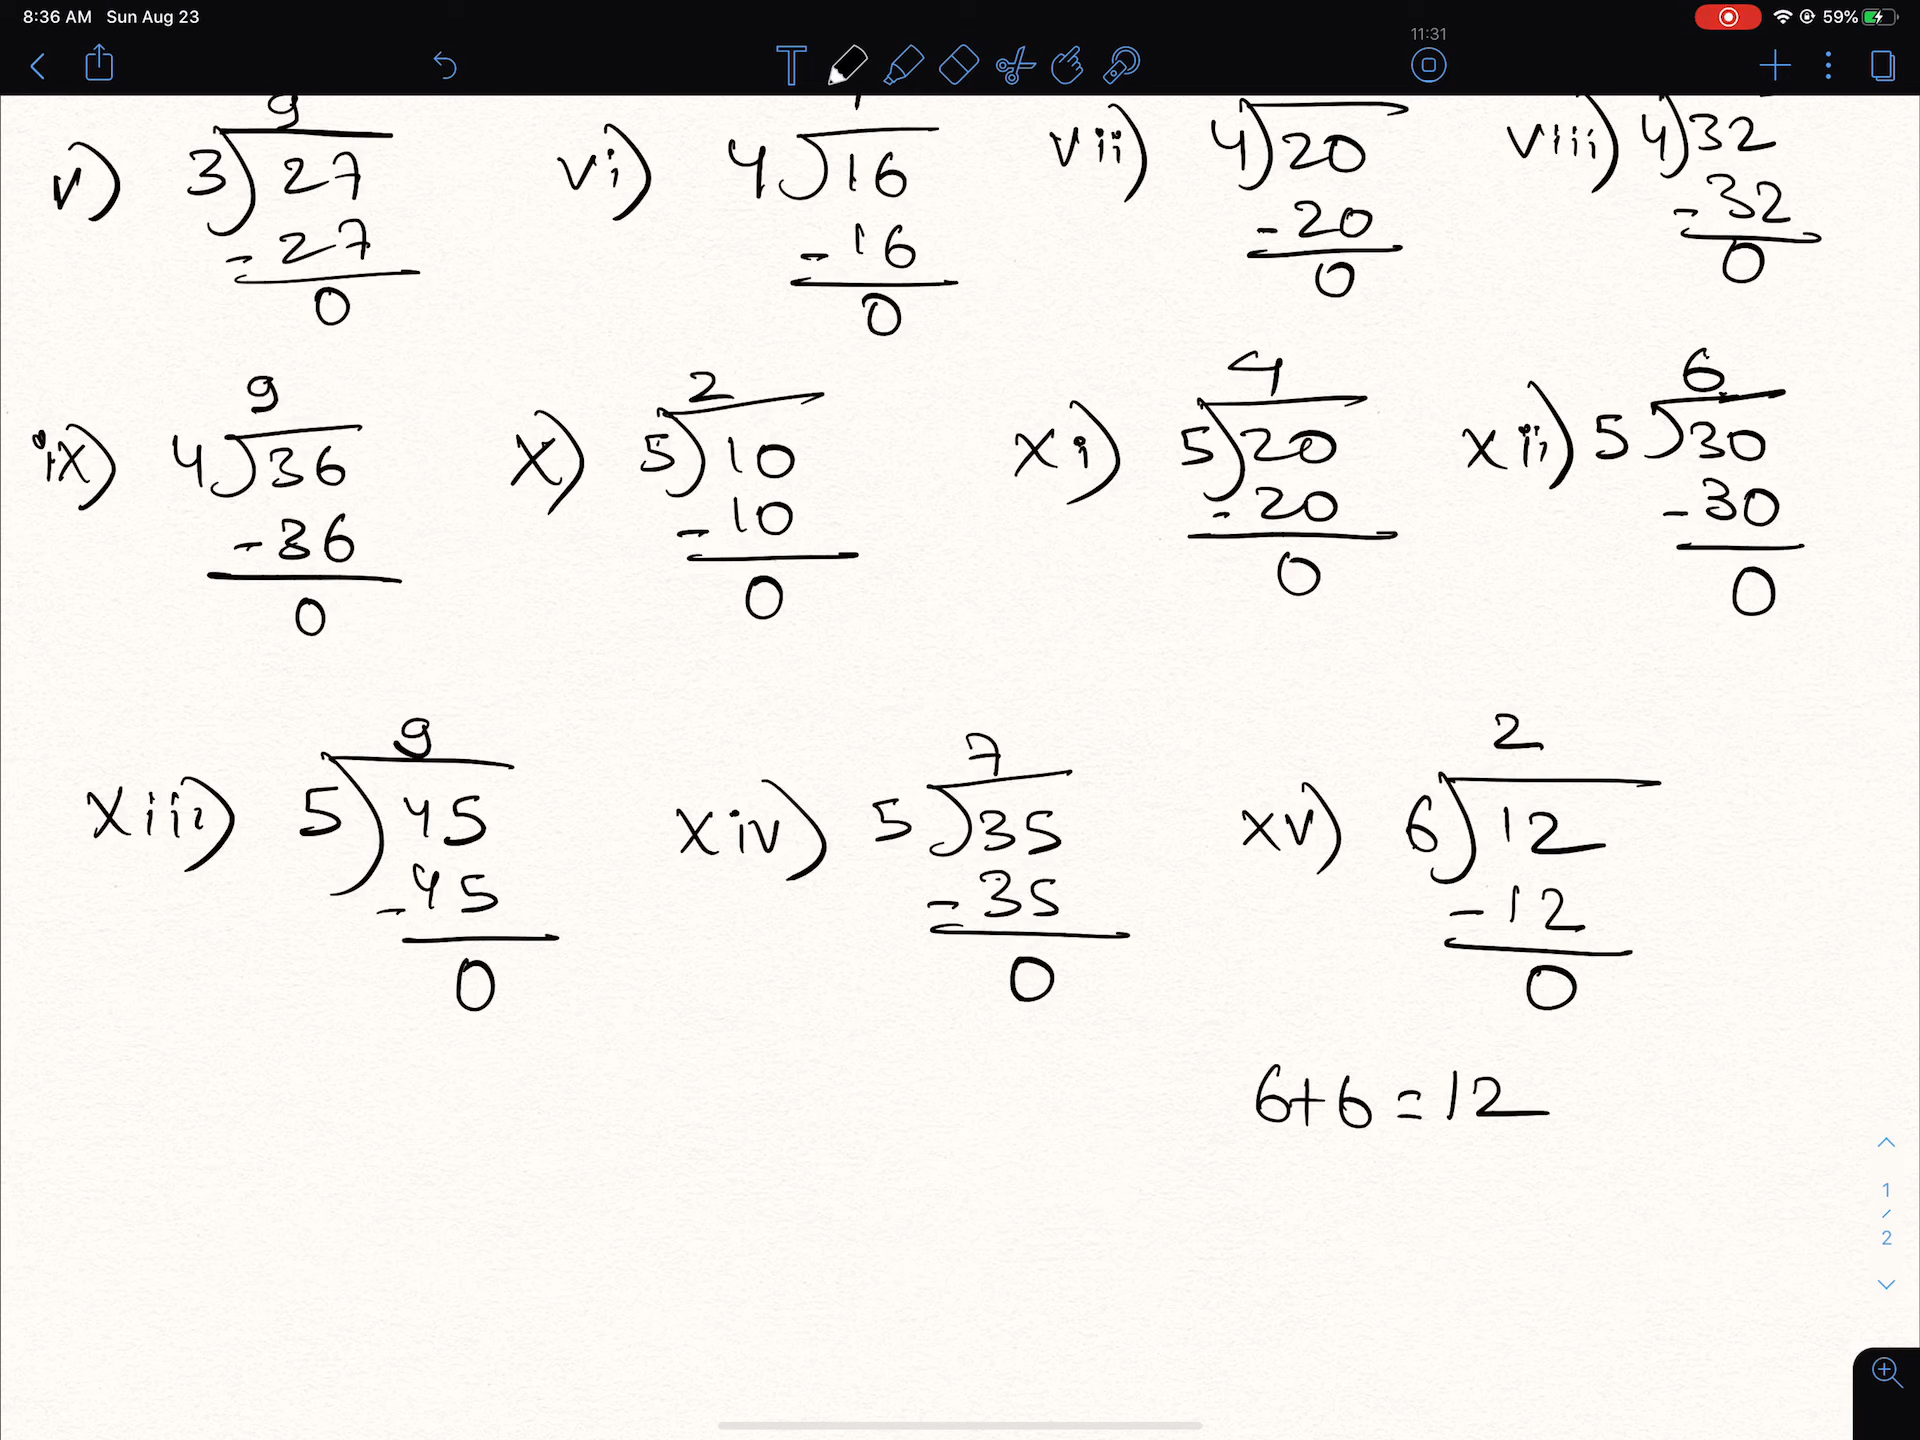 8:36 AM Sun Aug 23
59%
11:31
9
v) 3)27 vi) 4)16 vii) 4)20 viii) 4)32
-27 -16 -20 -32
0 0 0 0
9 2 4 6
ix) 4)36 x) 5)10 xi) 5)20 xii) 5)30
-36 -10 -20 -30
0 0 0 0
9 7 2
xiii) 5)45 xiv) 5)35 xv) 6)12
-45 -35 -12
0 0 0
6+6=12
1
/
2